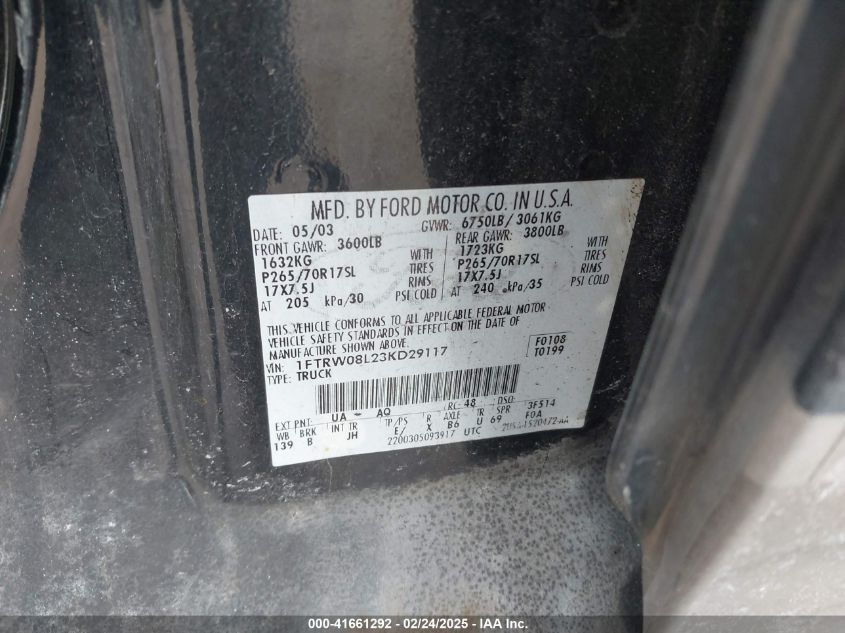 MFD. BY FORD MOTOR CO. IN U.S.A.
DATE: 05/03 GVWR: 6750LB/ 3061KG
FRONT GAWR: 3600LB REAR GAWR: 3800LB
1632KG WITH 1723KG WITH
P265/70R17SL TIRES P265/70R17SL TIRES
17X7.5J RIMS 17X7.5J RIMS
AT 205 kPa/30 PSI COLD AT 240 kPa/35 PSI COLD
THIS VEHICLE CONFORMS TO ALL APPLICABLE FEDERAL MOTOR
VEHICLE SAFETY STANDARDS IN EFFECT ON THE DATE OF
MANUFACTURE SHOWN ABOVE.
VIN: 1FTRW08L23KD29117 F0108
TYPE: TRUCK T0199
EXT PNT: UA - AQ RC: 48 DSO: 3F514
WB BRK INT TR TP/PS R AXLE TR SPR F0A
139 B JH E/ X B6 U 69
2200305093917 UTC
000-41661292 - 02/24/2025 - IAA Inc.